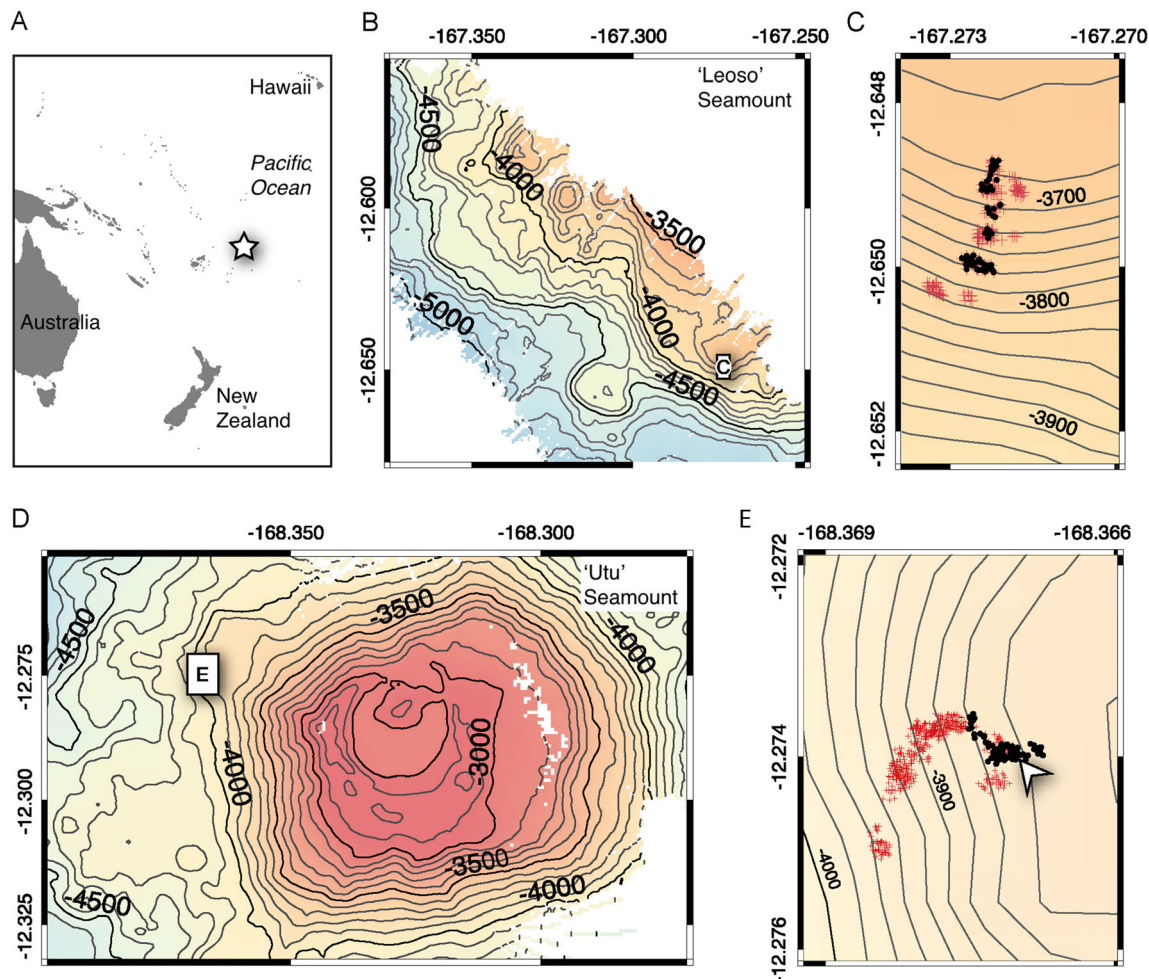 A
Hawaii
Pacific
Ocean
Australia
New
Zealand
B
-167.350
-167.300
-167.250
-12.600
-12.650
'Leoso'
Seamount
-4500
-4000
-3500
-5000
-4000
-4500
C
C
-167.273
-167.270
-12.648
-12.650
-12.652
-3700
-3800
-3900
D
-168.350
-168.300
-12.275
-12.300
-12.325
'Utu'
Seamount
-3500
-4500
-4000
E
-3000
-4000
-3500
-4500
-4000
E
-168.369
-168.366
-12.272
-12.274
-12.276
-3900
-4000